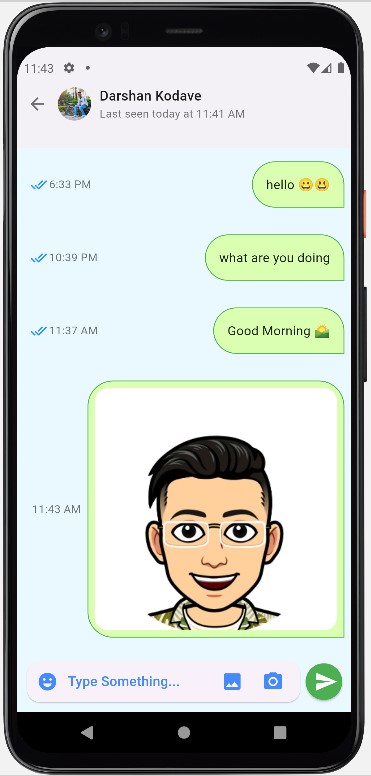 11:43
Darshan Kodave
Last seen today at 11:41 AM
6:33 PM hello 😀😃
10:39 PM what are you doing
11:37 AM Good Morning 🌄
11:43 AM
Type Something...